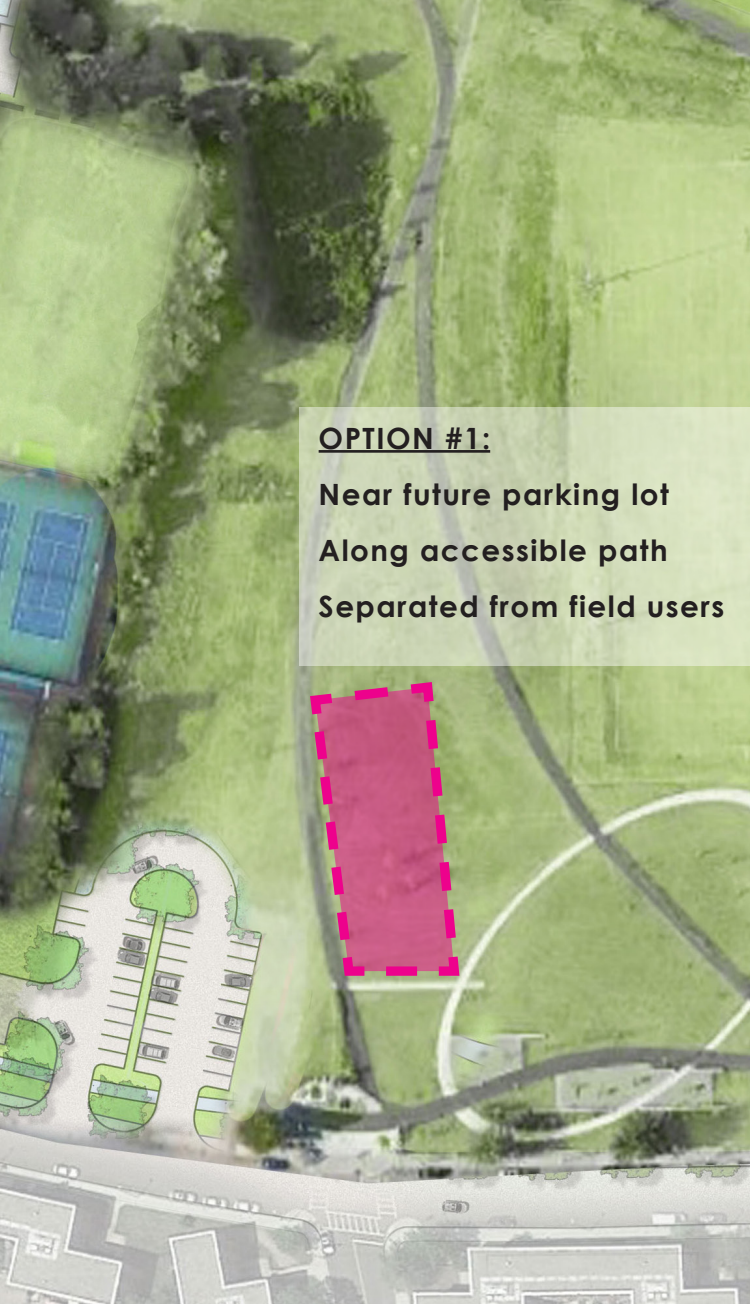 OPTION #1:
Near future parking lot
Along accessible path
Separated from field users